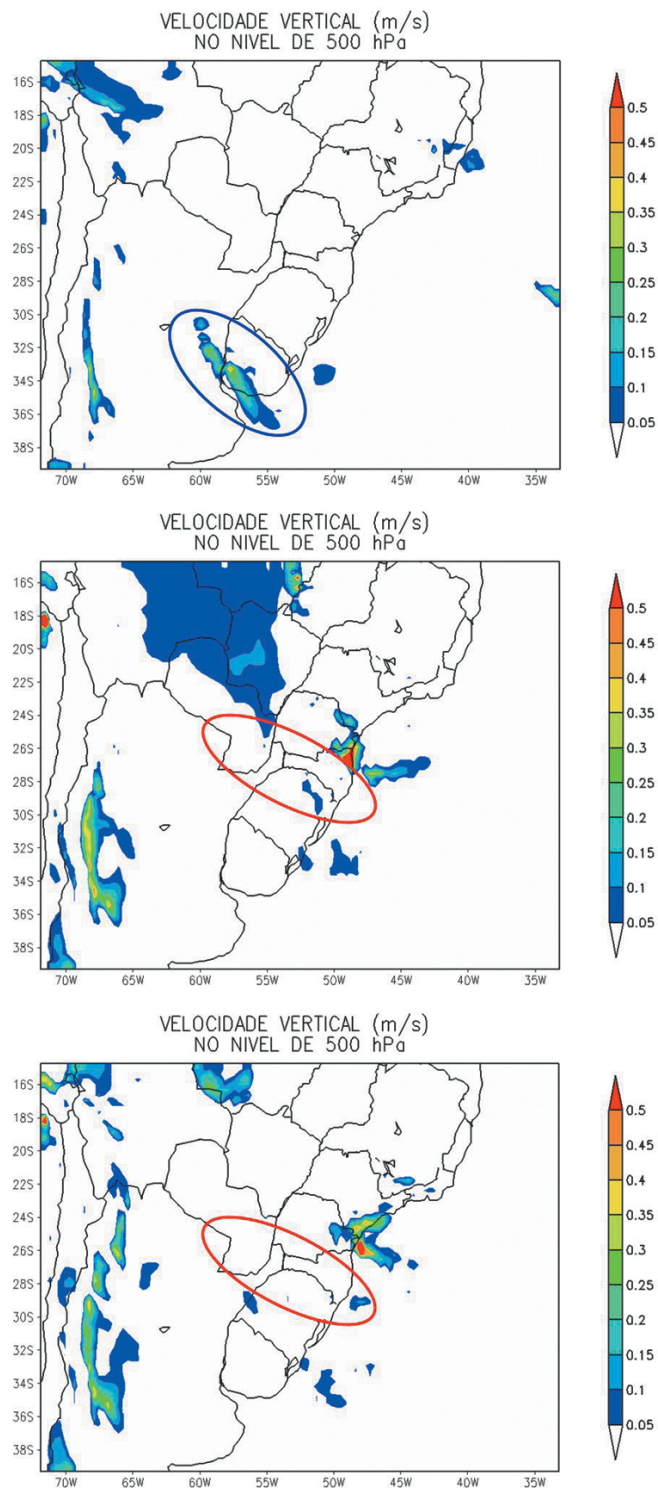 VELOCIDADE VERTICAL (m/s)
NO NIVEL DE 500 hPa
16S
18S
20S
22S
24S
26S
28S
30S
32S
34S
36S
38S
70W 65W 60W 55W 50W 45W 40W 35W
0.5
0.45
0.4
0.35
0.3
0.25
0.2
0.15
0.1
0.05
VELOCIDADE VERTICAL (m/s)
NO NIVEL DE 500 hPa
16S
18S
20S
22S
24S
26S
28S
30S
32S
34S
36S
38S
70W 65W 60W 55W 50W 45W 40W 35W
0.5
0.45
0.4
0.35
0.3
0.25
0.2
0.15
0.1
0.05
VELOCIDADE VERTICAL (m/s)
NO NIVEL DE 500 hPa
16S
18S
20S
22S
24S
26S
28S
30S
32S
34S
36S
38S
70W 65W 60W 55W 50W 45W 40W 35W
0.5
0.45
0.4
0.35
0.3
0.25
0.2
0.15
0.1
0.05